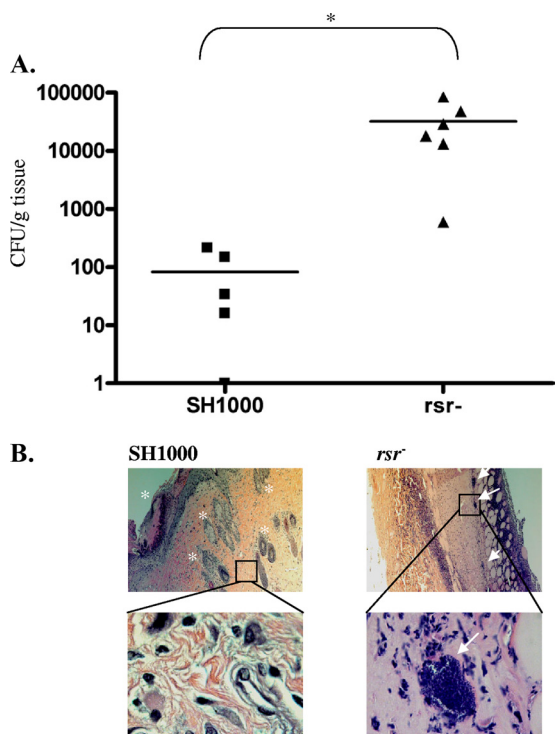 *
A.
CFU/g tissue
100000
10000
1000
100
10
1
SH1000 rsr-
B.
SH1000 rsr-
* * * * *